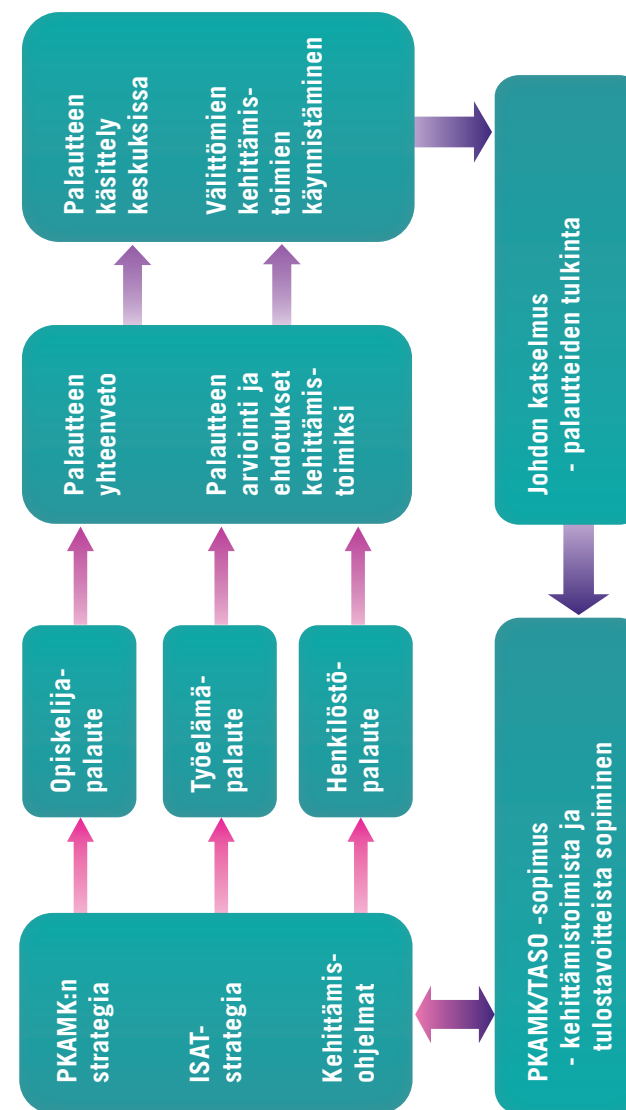 PKAMK:n
strategia
ISAT-
strategia
Kehittämis-
ohjelmat
Opiskelija-
palaute
Työelämä-
palaute
Henkilöstö-
palaute
Palautteen
yhteenveto
Palautteen
arviointi ja
ehdotukset
kehittämis-
toimiksi
Palautteen
käsittely
keskuksissa
Välittömien
kehittämis-
toimien
käynnistäminen
Johdon katselmus
- palautteiden tulkinta
PKAMK/TASO -sopimus
- kehittämistoimista ja
tulostavoitteista sopiminen